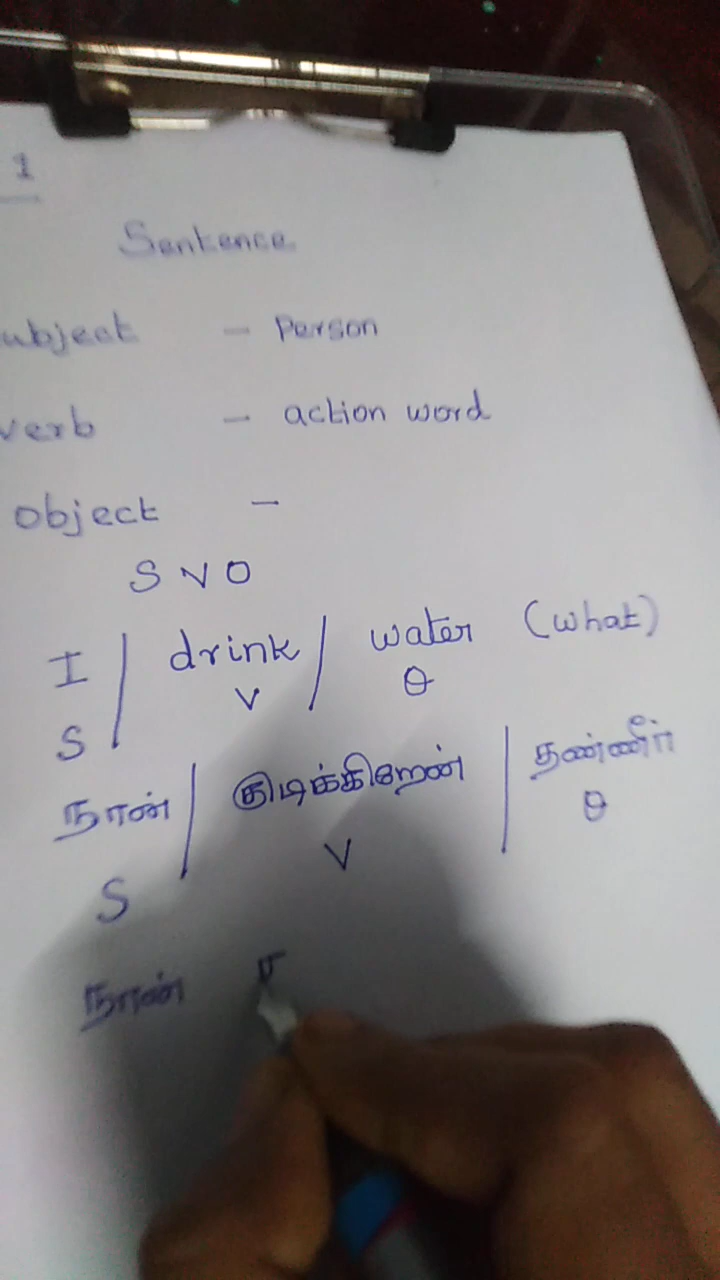 1
Sentence
ubject - Person
verb - action word
object -
S V O
I / drink / water (what)
S V O
நான் / குடிக்கிறேன் / தண்ணீர்
S V O
நான்